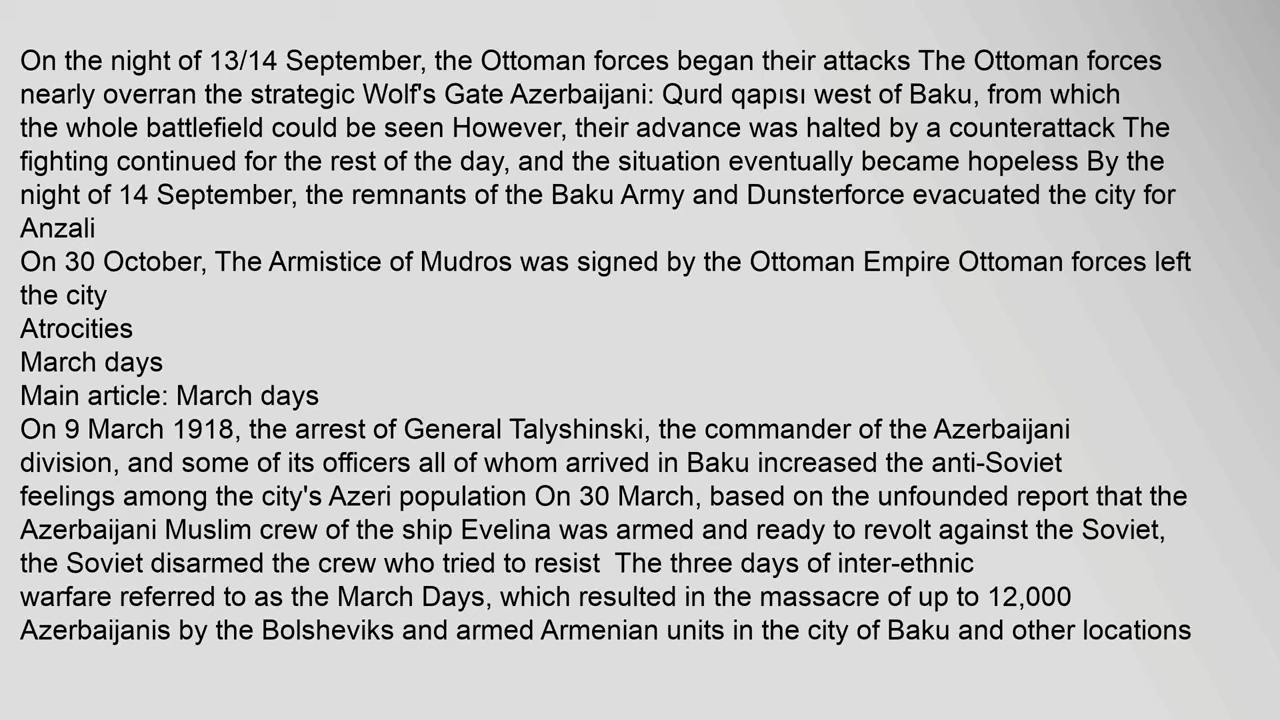 On the night of 13/14 September, the Ottoman forces began their attacks The Ottoman forces
nearly overran the strategic Wolf's Gate Azerbaijani: Qurd qapısı west of Baku, from which
the whole battlefield could be seen However, their advance was halted by a counterattack The
fighting continued for the rest of the day, and the situation eventually became hopeless By the
night of 14 September, the remnants of the Baku Army and Dunsterforce evacuated the city for
Anzali
On 30 October, The Armistice of Mudros was signed by the Ottoman Empire Ottoman forces left
the city
Atrocities
March days
Main article: March days
On 9 March 1918, the arrest of General Talyshinski, the commander of the Azerbaijani
division, and some of its officers all of whom arrived in Baku increased the anti-Soviet
feelings among the city's Azeri population On 30 March, based on the unfounded report that the
Azerbaijani Muslim crew of the ship Evelina was armed and ready to revolt against the Soviet,
the Soviet disarmed the crew who tried to resist  The three days of inter-ethnic
warfare referred to as the March Days, which resulted in the massacre of up to 12,000
Azerbaijanis by the Bolsheviks and armed Armenian units in the city of Baku and other locations